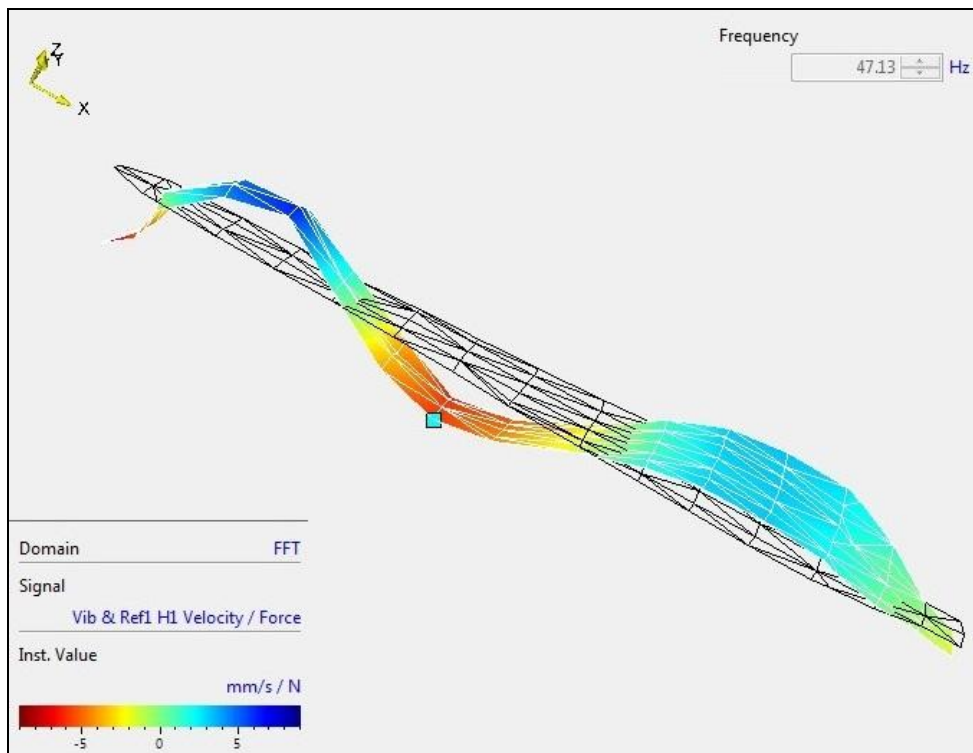 Z
Y
X
Frequency
47.13 Hz
Domain FFT
Signal
Vib & Ref1 H1 Velocity / Force
Inst. Value
mm/s / N
-5 0 5